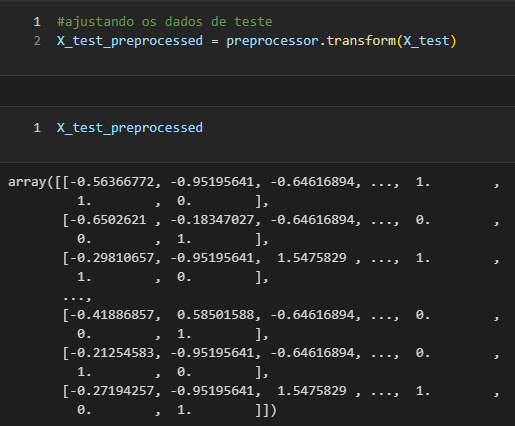 1 #ajustando os dados de teste
2 X_test_preprocessed = preprocessor.transform(X_test)
1 X_test_preprocessed
array([[-0.56366772, -0.95195641, -0.64616894, ..., 1. ,
1. , 0. ],
[-0.6502621 , -0.18347027, -0.64616894, ..., 0. ,
0. , 1. ],
[-0.29810657, -0.95195641, 1.5475829 , ..., 1. ,
1. , 0. ],
...,
[-0.41886857, 0.58501588, -0.64616894, ..., 0. ,
0. , 1. ],
[-0.21254583, -0.95195641, -0.64616894, ..., 0. ,
1. , 0. ],
[-0.27194257, -0.95195641, 1.5475829 , ..., 1. ,
0. , 1. ]])